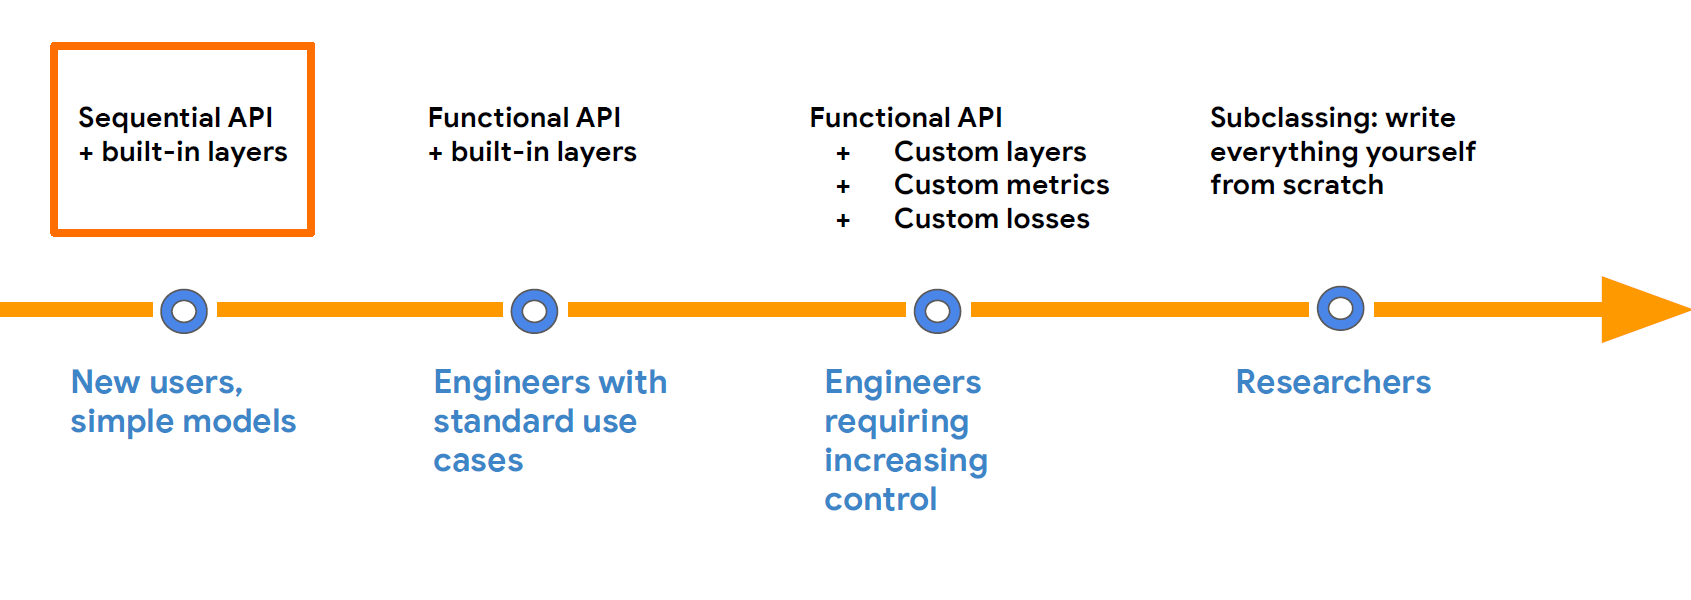 Sequential API
+ built-in layers
Functional API
+ built-in layers
Functional API
+ Custom layers
+ Custom metrics
+ Custom losses
Subclassing: write
everything yourself
from scratch
New users,
simple models
Engineers with
standard use
cases
Engineers
requiring
increasing
control
Researchers